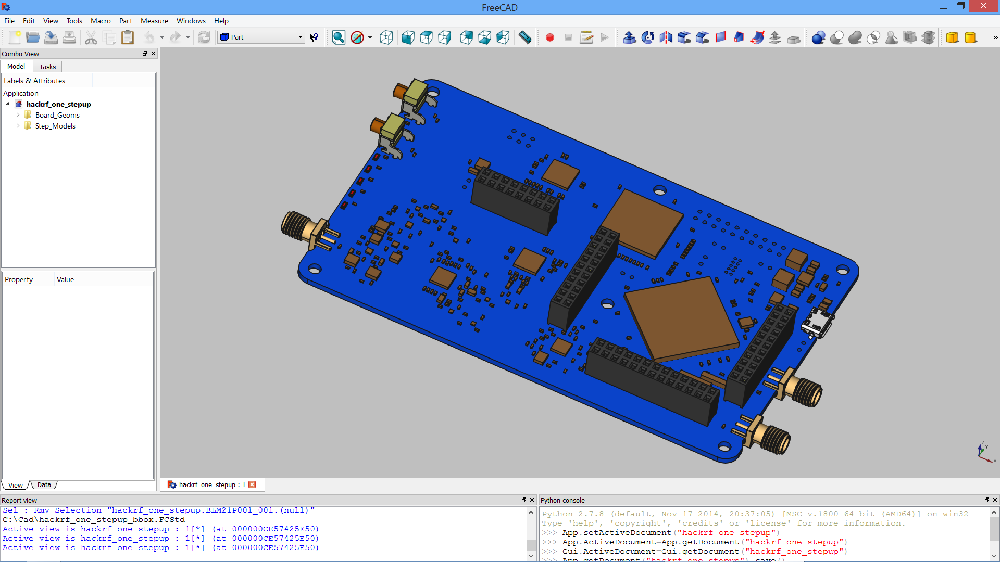 FreeCAD
File Edit View Tools Macro Part Measure Windows Help
Part
Combo View
Model Tasks
Labels & Attributes
Application
hackrf_one_stepup
Board_Geoms
Step_Models
Property Value
View Data
hackrf_one_stepup : 1
Z
Y
X
Report view
Sel : Rmv Selection "hackrf_one_stepup.BLM21P001_001.(null)"
C:\Cad\hackrf_one_stepup_bbox.FCStd
Active view is hackrf_one_stepup : 1[*] (at 000000CE57425E50)
Active view is hackrf_one_stepup : 1[*] (at 000000CE57425E50)
Active view is hackrf_one_stepup : 1[*] (at 000000CE57425E50)
Python console
Python 2.7.8 (default, Nov 17 2014, 20:37:05) [MSC v.1800 64 bit (AMD64)] on win32
Type 'help', 'copyright', 'credits' or 'license' for more information.
>>> App.setActiveDocument("hackrf_one_stepup")
>>> App.ActiveDocument=App.getDocument("hackrf_one_stepup")
>>> Gui.ActiveDocument=Gui.getDocument("hackrf_one_stepup")
>>> App.getDocument("hackrf_one_stepup").save()